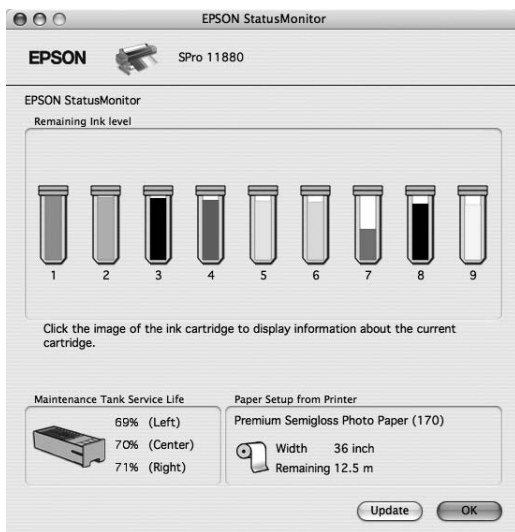 EPSON StatusMonitor
EPSON
SPro 11880
EPSON StatusMonitor
Remaining Ink level
1 2 3 4 5 6 7 8 9
Click the image of the ink cartridge to display information about the current
cartridge.
Maintenance Tank Service Life
69% (Left)
70% (Center)
71% (Right)
Paper Setup from Printer
Premium Semigloss Photo Paper (170)
Width 36 inch
Remaining 12.5 m
Update OK